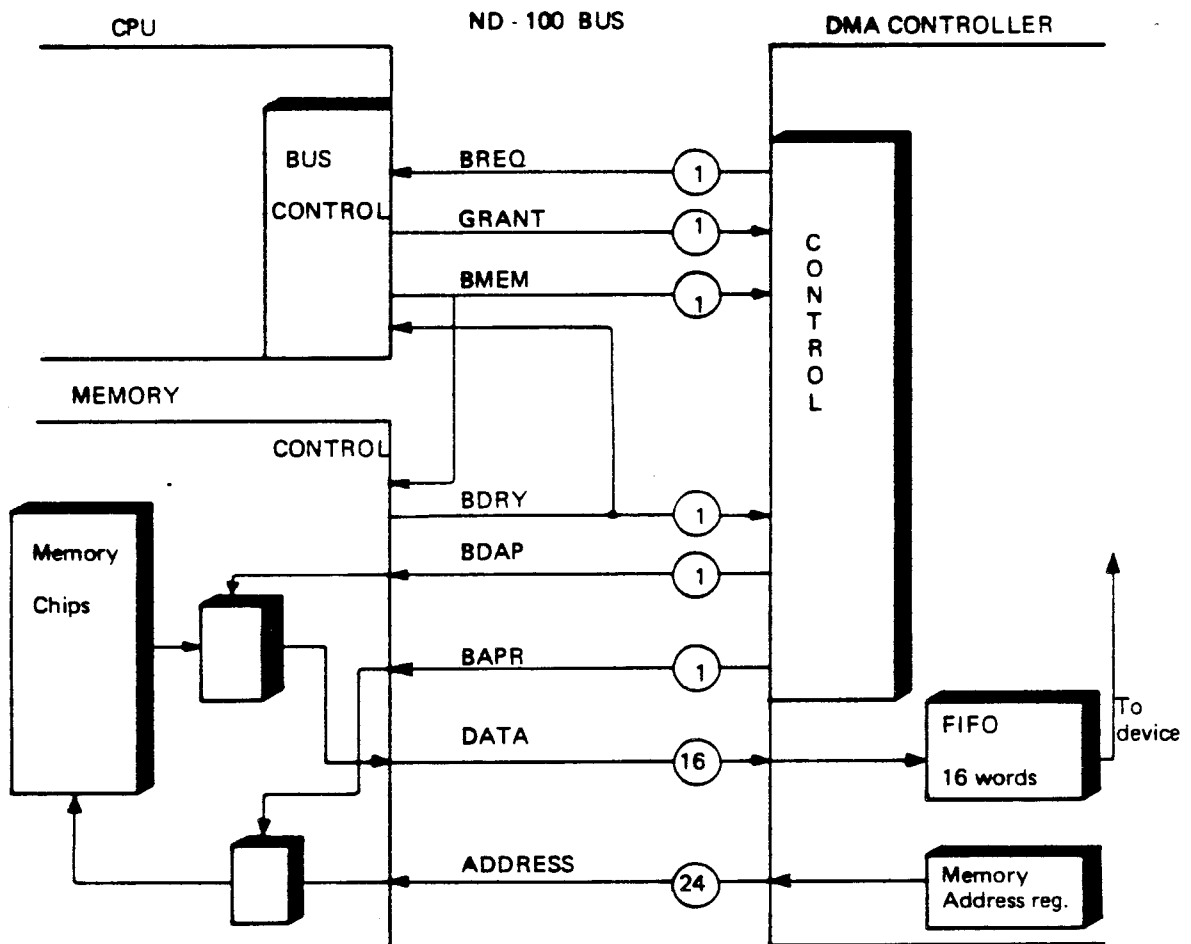 CPU
ND - 100 BUS
DMA CONTROLLER
BUS
CONTROL
BREQ
1
GRANT
1
BMEM
1
CONTROL
MEMORY
CONTROL
BDRY
1
BDAP
1
Memory
Chips
BAPR
1
DATA
16
FIFO
16 words
To
device
ADDRESS
24
Memory
Address reg.